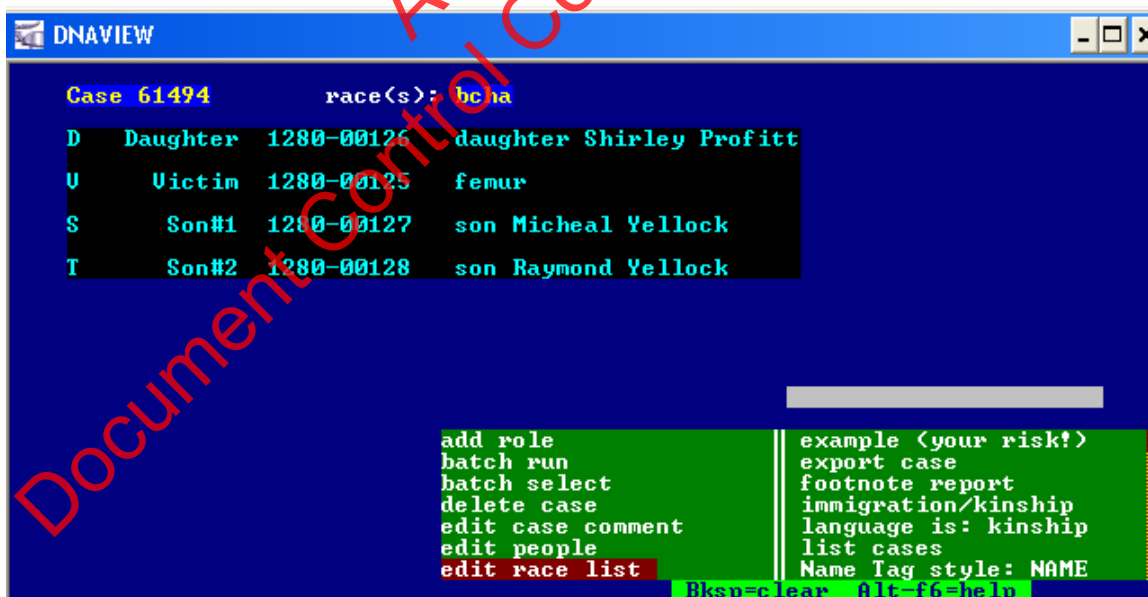 DNAVIEW
Case 61494 race(s): bcha
D Daughter 1280-00126 daughter Shirley Profitt
V Victim 1280-00125 femur
S Son#1 1280-00127 son Micheal Yellock
T Son#2 1280-00128 son Raymond Yellock
add role
batch run
batch select
delete case
edit case comment
edit people
edit race list
example (your risk!)
export case
footnote report
immigration/kinship
language is: kinship
list cases
Name Tag style: NAME
Bksp=clear Alt-f6=help
Document Control